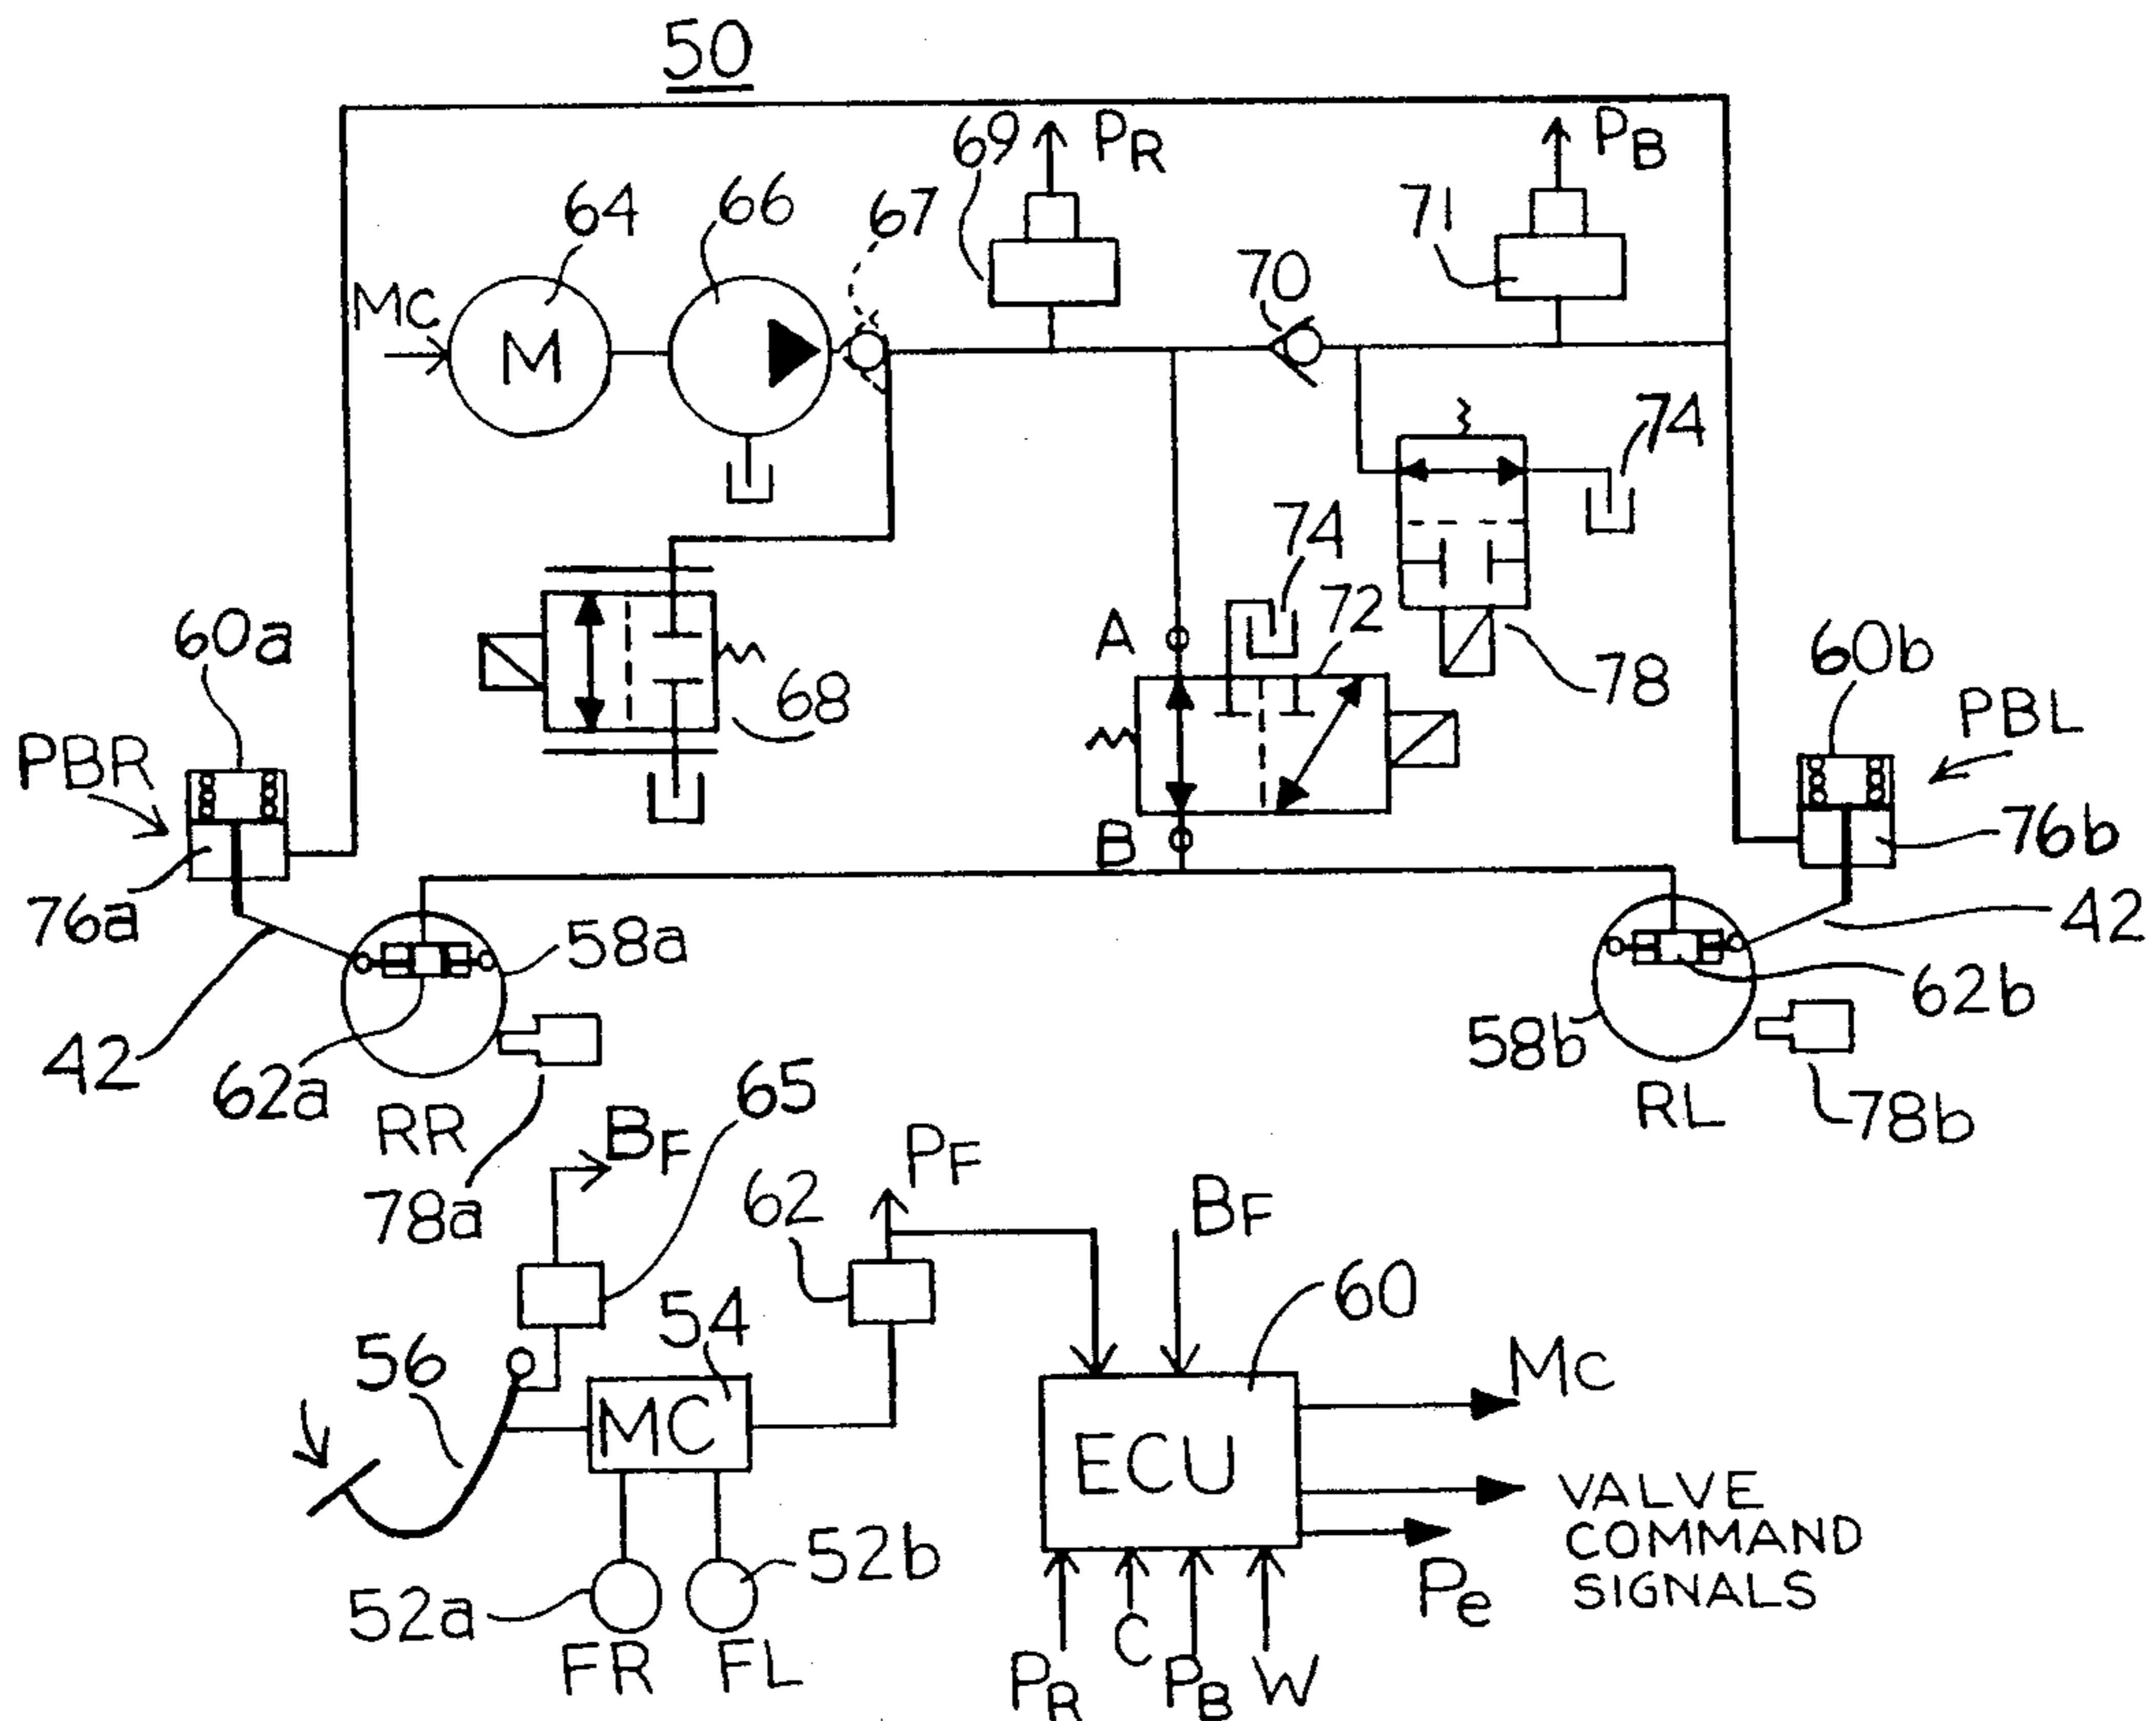 50
69
PR
PB
64
66
67
71
70
MC
M
74
74
72
A
78
60a
68
60b
PBR
PBL
B
76b
76a
58a
42
62b
42
62a
58b
65
RR
BF
RL
78b
PF
78a
62
BF
54
60
56
MC
MC
ECU
VALVE
COMMAND
SIGNALS
52b
52a
Pe
C
FR
FL
PR
PB
W